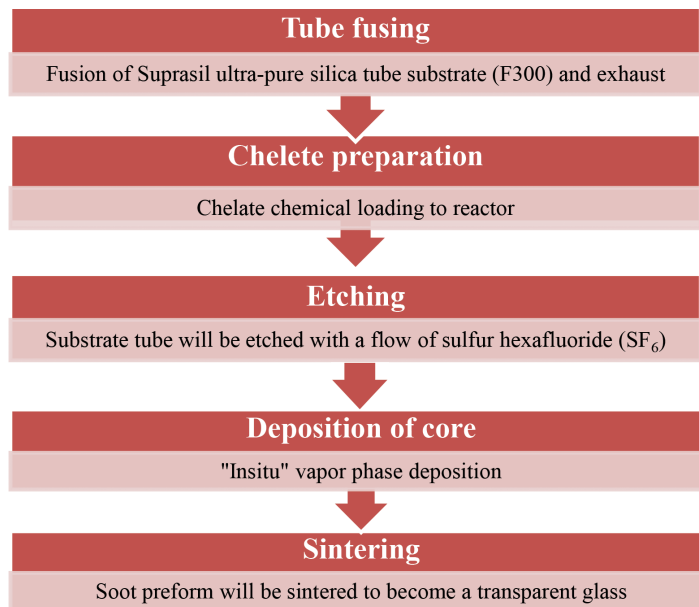 Tube fusing
Fusion of Suprasil ultra-pure silica tube substrate (F300) and exhaust
Chelete preparation
Chelate chemical loading to reactor
Etching
Substrate tube will be etched with a flow of sulfur hexafluoride (SF₆)
Deposition of core
"Insitu" vapor phase deposition
Sintering
Soot preform will be sintered to become a transparent glass